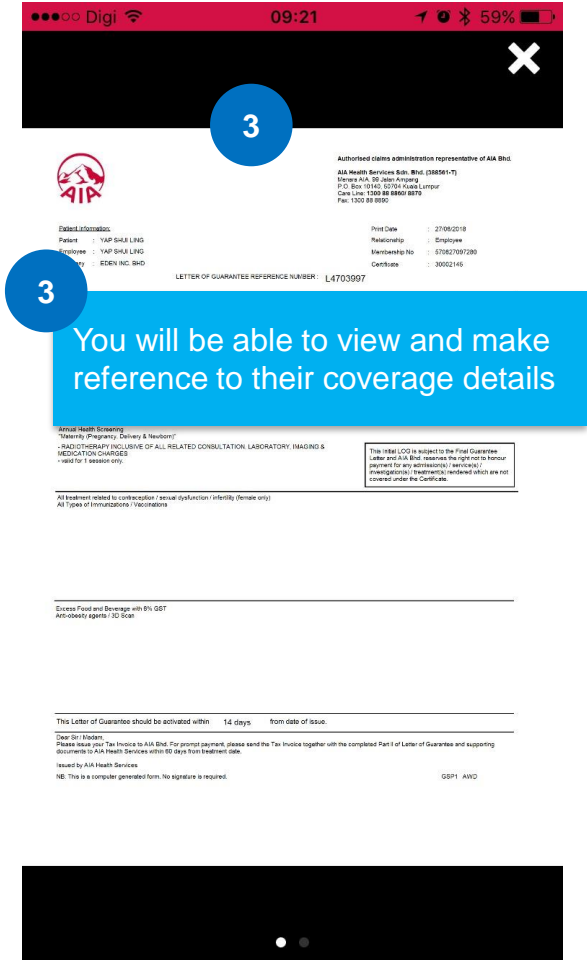 Digi 09:21 59%
3
AIA
Authorised claims administration representative of AIA Bhd.
AIA Health Services Sdn. Bhd. (388561-T)
Menara AIA, 99 Jalan Ampang
P.O. Box 10140, 50704 Kuala Lumpur
Care Line: 1300 88 8860/ 8870
Fax: 1300 88 8890
Patient Information:
Patient : YAP SHUI LING
Employee : YAP SHUI LING
: EDEN INC. BHD
Print Date : 27/08/2018
Relationship : Employee
Membership No : 570827097280
Certificate : 30002146
LETTER OF GUARANTEE REFERENCE NUMBER : L4703997
3
You will be able to view and make
reference to their coverage details
Annual Health Screening
"Maternity (Pregnancy, Delivery & Newborn)"
- RADIOTHERAPY INCLUSIVE OF ALL RELATED CONSULTATION. LABORATORY, IMAGING &
MEDICATION CHARGES
- valid for 1 session only.
This Initial LOG is subject to the Final Guarantee
Letter and AIA Bhd. reserves the right not to honour
payment for any admission(s) / service(s) /
investigation(s) / treatment(s) rendered which are not
covered under the Certificate.
All treatment related to contraception / sexual dysfunction / infertility (female only)
All Types of Immunizations / Vaccinations
Excess Food and Beverage with 6% GST
Anti-obesity agents / 3D Scan
This Letter of Guarantee should be activated within 14 days from date of issue.
Dear Sir / Madam,
Please issue your Tax Invoice to AIA Bhd. For prompt payment, please send the Tax Invoice together with the completed Part II of Letter of Guarantee and supporting
documents to AIA Health Services within 60 days from treatment date.
Issued by AIA Health Services
NB: This is a computer generated form. No signature is required.
GSP1 AWD